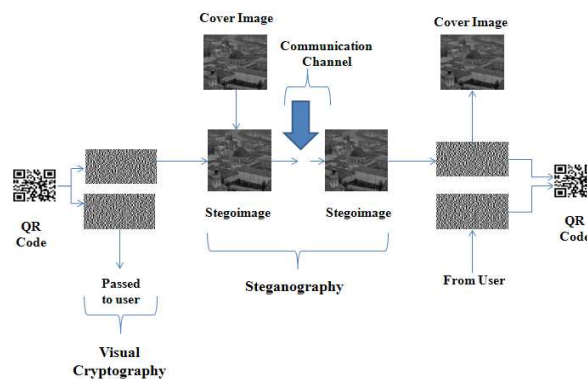 Cover Image
Communication
Channel
Cover Image
QR
Code
Stegoimage
Stegoimage
QR
Code
Passed
to user
Steganography
From User
Visual
Cryptography